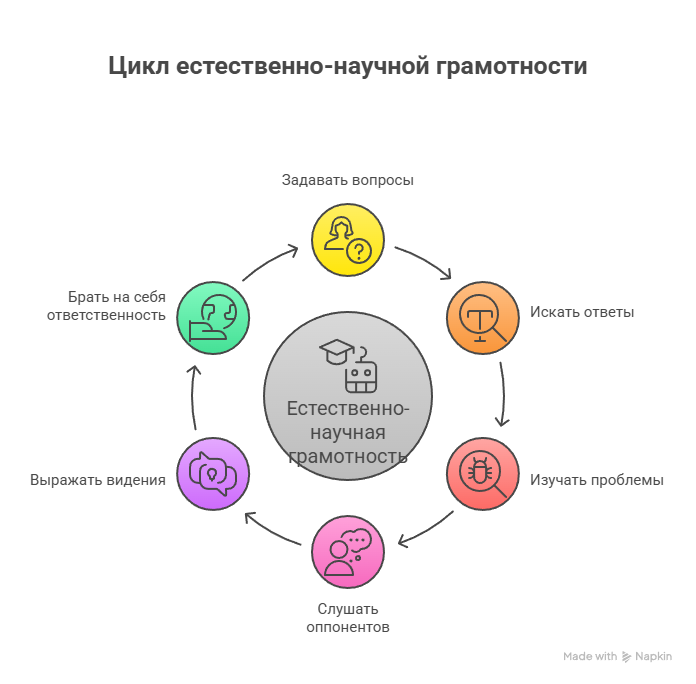 Цикл естественно-научной грамотности
Задавать вопросы
Искать ответы
Изучать проблемы
Слушать
оппонентов
Выражать видения
Брать на себя
ответственность
Естественно-
научная
грамотность
Made with Napkin